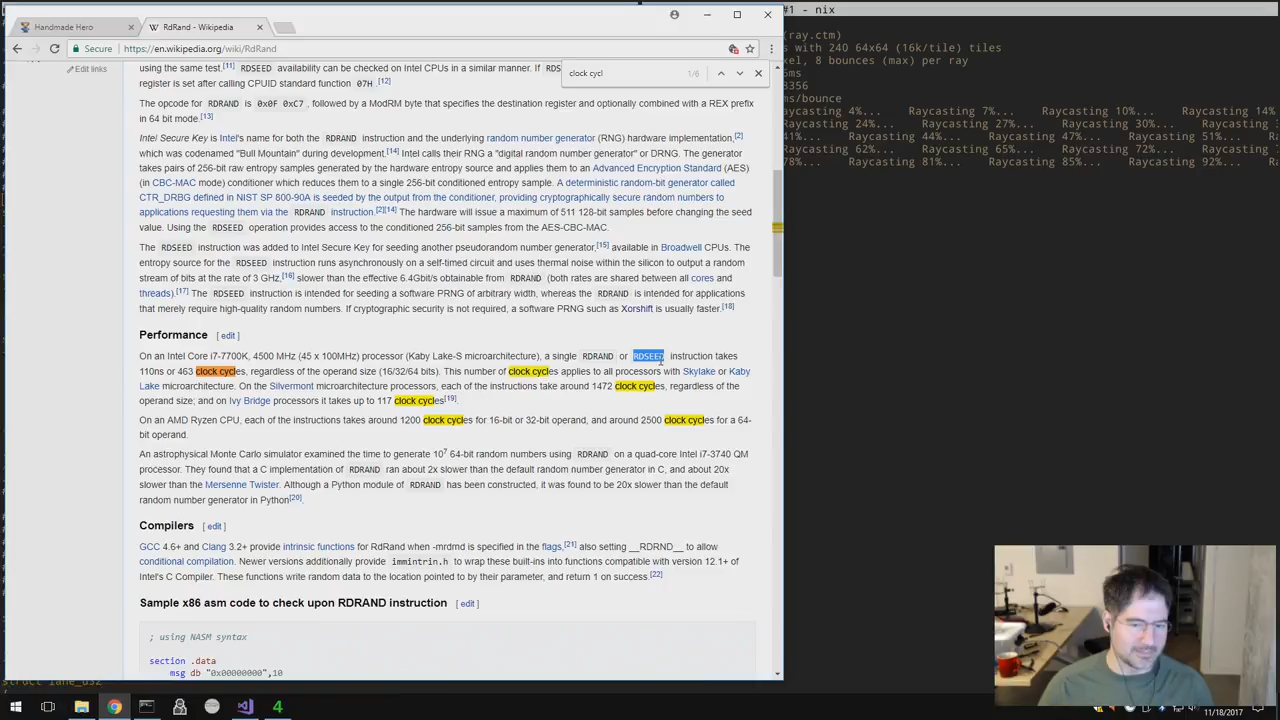 Handmade Hero
RdRand - Wikipedia
#1 - nix
Secure
https://en.wikipedia.org/wiki/RdRand
clock cycl
1/6
Edit links
using the same test.[11] RDSEED availability can be checked on Intel CPUs in a similar manner. If RDS
register is set after calling CPUID standard function 07H.[12]
The opcode for RDRAND is 0x0F 0xC7, followed by a ModRM byte that specifies the destination register and optionally combined with a REX prefix
in 64 bit mode.[13]
Intel Secure Key is Intel's name for both the RDRAND instruction and the underlying random number generator (RNG) hardware implementation,[2]
which was codenamed "Bull Mountain" during development.[14] Intel calls their RNG a "digital random number generator" or DRNG. The generator
takes pairs of 256-bit raw entropy samples generated by the hardware entropy source and applies them to an Advanced Encryption Standard (AES)
(in CBC-MAC mode) conditioner which reduces them to a single 256-bit conditioned entropy sample. A deterministic random-bit generator called
CTR_DRBG defined in NIST SP 800-90A is seeded by the output from the conditioner, providing cryptographically secure random numbers to
applications requesting them via the RDRAND instruction.[2][14] The hardware will issue a maximum of 511 128-bit samples before changing the seed
value. Using the RDSEED operation provides access to the conditioned 256-bit samples from the AES-CBC-MAC.
The RDSEED instruction was added to Intel Secure Key for seeding another pseudorandom number generator,[15] available in Broadwell CPUs. The
entropy source for the RDSEED instruction runs asynchronously on a self-timed circuit and uses thermal noise within the silicon to output a random
stream of bits at the rate of 3 GHz,[16] slower than the effective 6.4Gbit/s obtainable from RDRAND (both rates are shared between all cores and
threads).[17] The RDSEED instruction is intended for seeding a software PRNG of arbitrary width, whereas the RDRAND is intended for applications
that merely require high-quality random numbers. If cryptographic security is not required, a software PRNG such as Xorshift is usually faster.[18]
Performance [ edit ]
On an Intel Core i7-7700K, 4500 MHz (45 x 100MHz) processor (Kaby Lake-S microarchitecture), a single RDRAND or RDSEED instruction takes
110ns or 463 clock cycles, regardless of the operand size (16/32/64 bits). This number of clock cycles applies to all processors with Skylake or Kaby
Lake microarchitecture. On the Silvermont microarchitecture processors, each of the instructions take around 1472 clock cycles, regardless of the
operand size; and on Ivy Bridge processors it takes up to 117 clock cycles[19].
On an AMD Ryzen CPU, each of the instructions takes around 1200 clock cycles for 16-bit or 32-bit operand, and around 2500 clock cycles for a 64-
bit operand.
An astrophysical Monte Carlo simulator examined the time to generate 10⁷ 64-bit random numbers using RDRAND on a quad-core Intel i7-3740 QM
processor. They found that a C implementation of RDRAND ran about 2x slower than the default random number generator in C, and about 20x
slower than the Mersenne Twister. Although a Python module of RDRAND has been constructed, it was found to be 20x slower than the default
random number generator in Python[20].
Compilers [ edit ]
GCC 4.6+ and Clang 3.2+ provide intrinsic functions for RdRand when -mrdrnd is specified in the flags,[21] also setting __RDRND__ to allow
conditional compilation. Newer versions additionally provide immintrin.h to wrap these built-ins into functions compatible with version 12.1+ of
Intel's C Compiler. These functions write random data to the location pointed to by their parameter, and return 1 on success.[22]
Sample x86 asm code to check upon RDRAND instruction [ edit ]
; using NASM syntax
section .data
msg db "0x00000000",10
(ray.ctm)
s with 240 64x64 (16k/tile) tiles
xel, 8 bounces (max) per ray
6ms
8356
ms/bounce
Raycasting 4%... Raycasting 7%... Raycasting 10%... Raycasting 14%
Raycasting 24%... Raycasting 27%... Raycasting 30%... Raycasting 3
41%... Raycasting 44%... Raycasting 47%... Raycasting 51%...
Raycasting 62%... Raycasting 65%... Raycasting 72%... Raycasting
78%... Raycasting 81%... Raycasting 85%... Raycasting 92%...
struct lane_u32
4
11/18/2017